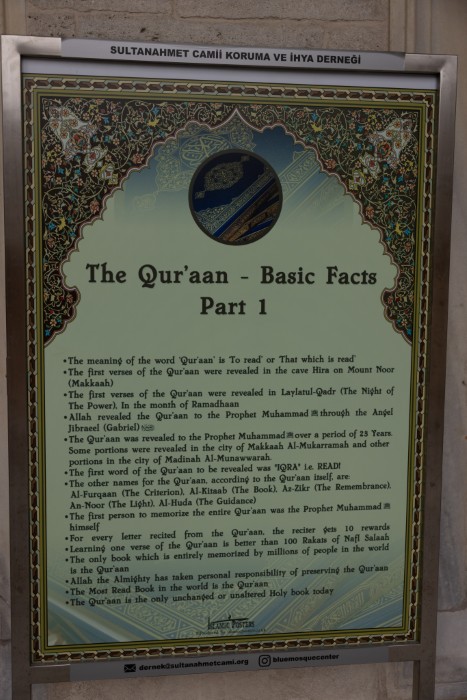 SULTANAHMET CAMİİ KORUMA VE İHYA DERNEĞİ
The Qur'aan - Basic Facts
Part 1
•The meaning of the word 'Qur'aan' is 'To read' or 'That which is read'
•The first verses of the Qur'aan were revealed in the cave Hira on Mount Noor
(Makkaah)
•The first verses of the Qur'aan were revealed in Laylatul-Qadr (The Night of
The Power), In the month of Ramadhaan
•Allah revealed the Qur'aan to the Prophet Muhammad ﷺ through the Angel
Jibraeel (Gabriel)
•The Qur'an was revealed to the Prophet Muhammad ﷺ over a period of 23 Years.
Some portions were revealed in the city of Makkaah Al-Mukarramah and other
portions in the city of Madinah Al-Munawwarah.
•The first word of the Qur'an to be revealed was "IQRA" i.e. READ!
•The other names for the Qur'aan, according to the Qur'aan itself, are:
Al-Furqaan (The Criterion), Al-Kitaab (The Book), Az-Zikr (The Remembrance),
An-Noor (The Light), Al-Huda (The Guidance)
•The first person to memorize the entire Qur'an was the Prophet Muhammad ﷺ
himself
•For every letter recited from the Qur'aan, the reciter gets 10 rewards
•Learning one verse of the Qur'aan is better than 100 Rakats of Nafl Salaah
•The only book which is entirely memorized by millions of people in the world
is the Qur'aan
•Allah the Almighty has taken personal responsibility of preserving the Qur'aan
•The Most Read Book in the world is the Qur'aan
•The Qur'aan is the only unchanged or unaltered Holy book today
ISLAMIC POSTERS
dernek@sultanahmetcami.org bluemosquecenter